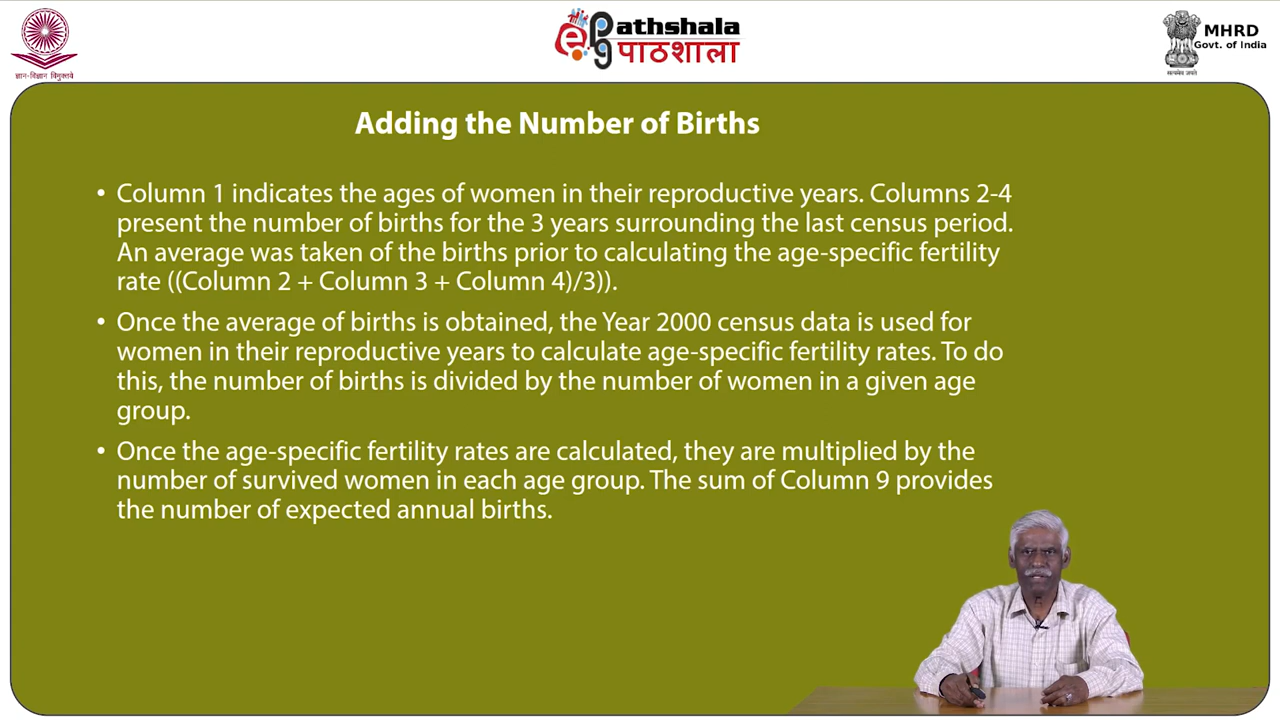 ज्ञान-विज्ञान विमुक्तये
ePathshala
पाठशाला
MHRD
Govt. of India
सत्यमेव जयते
Adding the Number of Births
• Column 1 indicates the ages of women in their reproductive years. Columns 2-4
present the number of births for the 3 years surrounding the last census period.
An average was taken of the births prior to calculating the age-specific fertility
rate ((Column 2 + Column 3 + Column 4)/3)).
• Once the average of births is obtained, the Year 2000 census data is used for
women in their reproductive years to calculate age-specific fertility rates. To do
this, the number of births is divided by the number of women in a given age
group.
• Once the age-specific fertility rates are calculated, they are multiplied by the
number of survived women in each age group. The sum of Column 9 provides
the number of expected annual births.